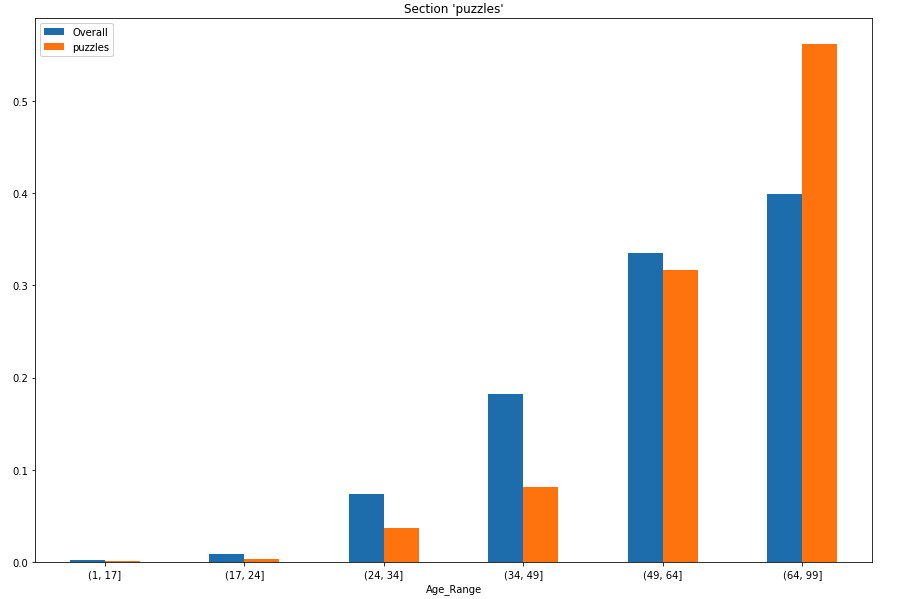 Section 'puzzles'
Overall
puzzles
0.5
0.4
0.3
0.2
0.1
0.0
(1, 17] (17, 24] (24, 34] (34, 49] (49, 64] (64, 99]
Age_Range